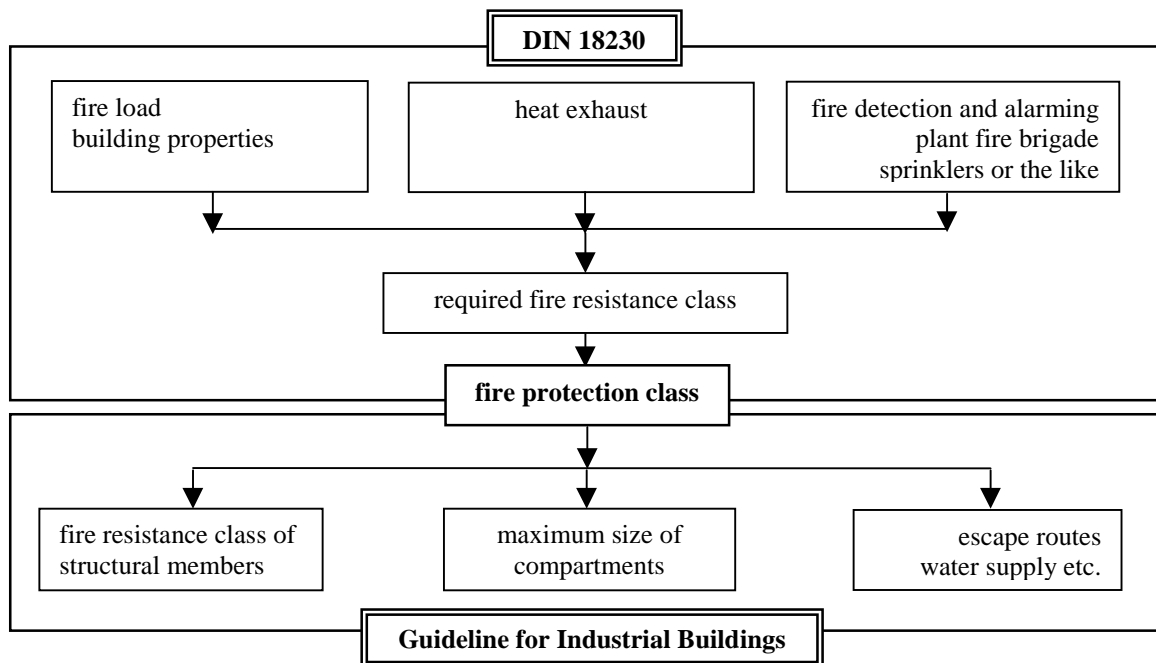 DIN 18230
fire load
building properties
heat exhaust
fire detection and alarming
plant fire brigade
sprinklers or the like
required fire resistance class
fire protection class
fire resistance class of
structural members
maximum size of
compartments
escape routes
water supply etc.
Guideline for Industrial Buildings